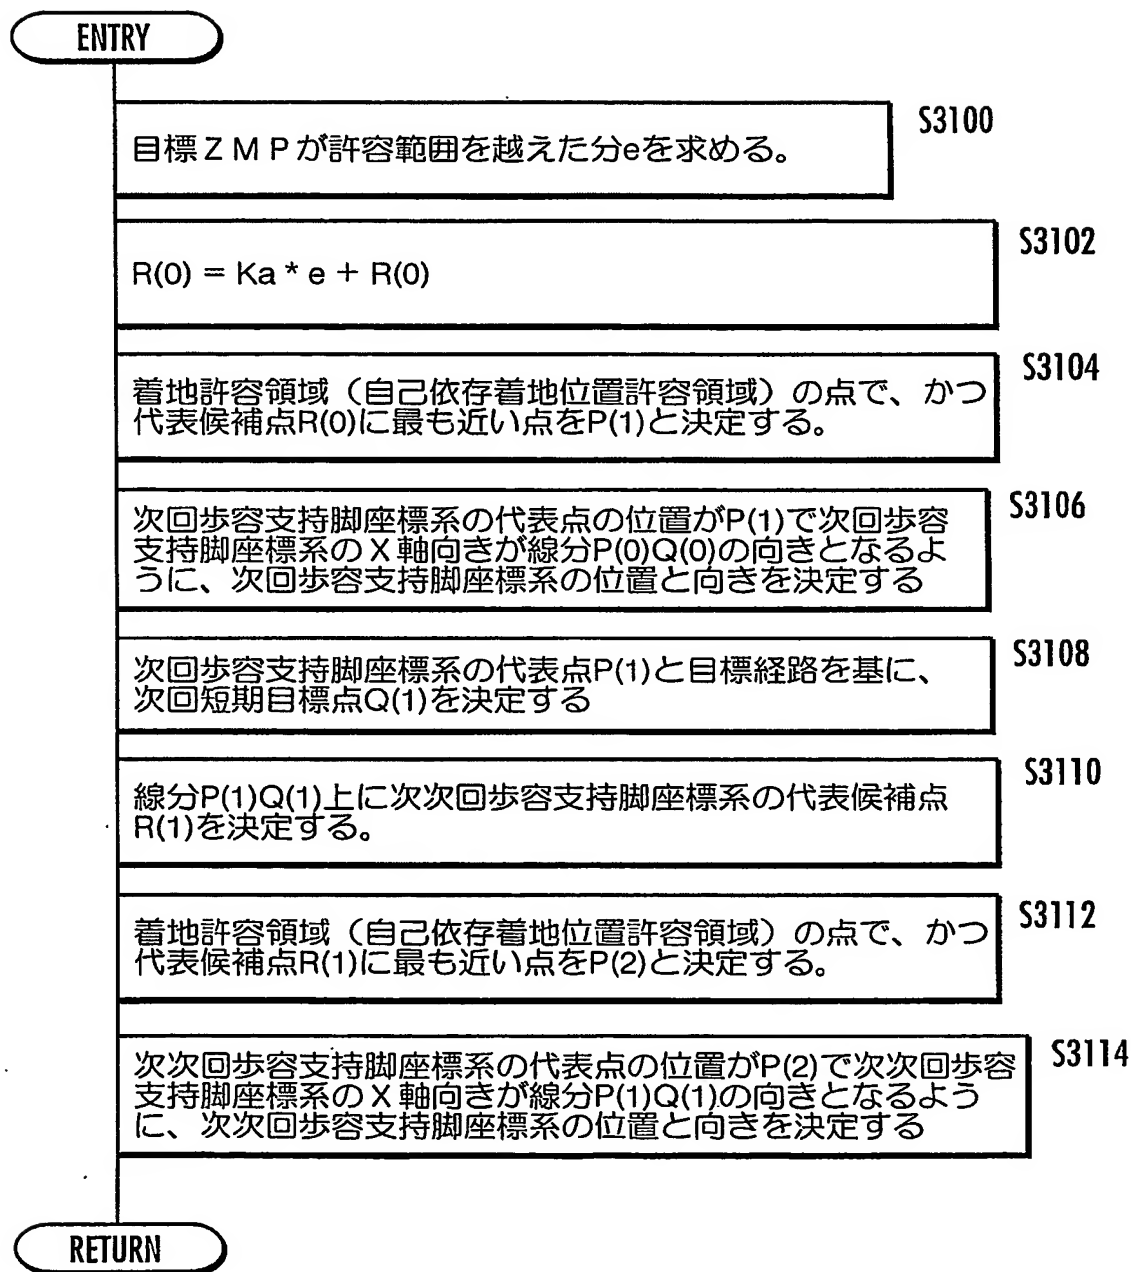 ENTRY
S3100
目標ＺＭＰが許容範囲を越えた分eを求める。
S3102
R(0) = Ka * e + R(0)
S3104
着地許容領域（自己依存着地位置許容領域）の点で、かつ
代表候補点R(0)に最も近い点をP(1)と決定する。
S3106
次回歩容支持脚座標系の代表点の位置がP(1)で次回歩容
支持脚座標系のＸ軸向きが線分P(0)Q(0)の向きとなるよ
うに、次回歩容支持脚座標系の位置と向きを決定する
S3108
次回歩容支持脚座標系の代表点P(1)と目標経路を基に、
次回短期目標点Q(1)を決定する
S3110
線分P(1)Q(1)上に次次回歩容支持脚座標系の代表候補点
R(1)を決定する。
S3112
着地許容領域（自己依存着地位置許容領域）の点で、かつ
代表候補点R(1)に最も近い点をP(2)と決定する。
S3114
次次回歩容支持脚座標系の代表点の位置がP(2)で次次回歩容
支持脚座標系のＸ軸向きが線分P(1)Q(1)の向きとなるよう
に、次次回歩容支持脚座標系の位置と向きを決定する
RETURN